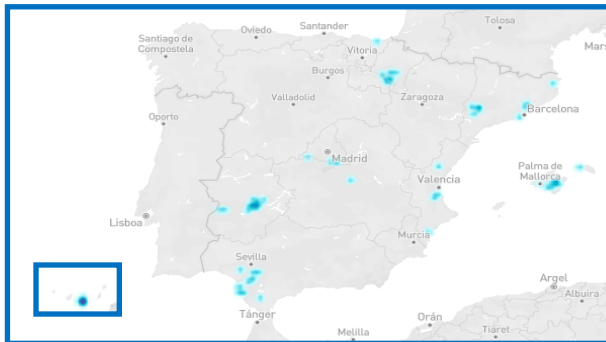 Tolosa
Santander
Oviedo
Santiago de
Compostela
Mars
Vitoria
Burgos
Valladolid
Zaragoza
Oporto
Barcelona
Madrid
Palma de
Mallorca
Valencia
Lisboa
Murcia
Sevilla
Argel
Albuira
Tánger
Orán
Melilla
Tiaret